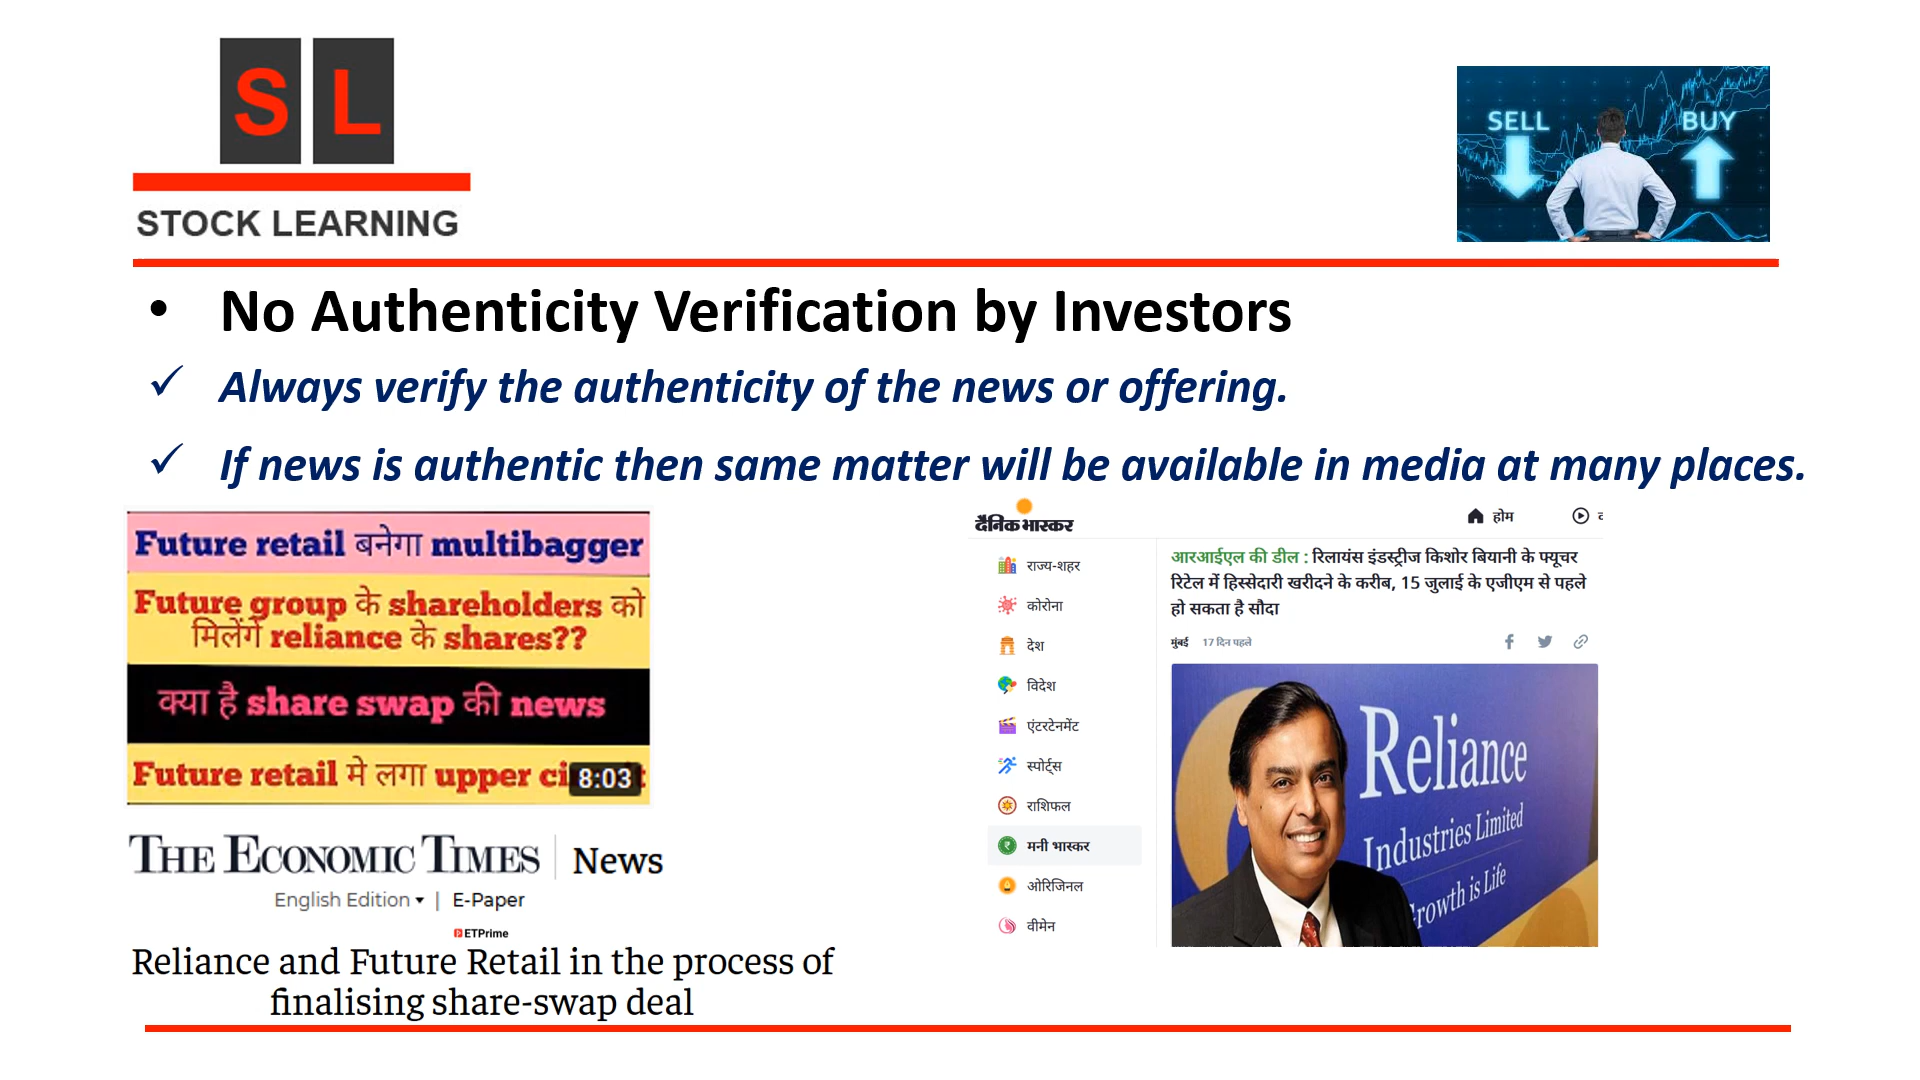 S L
STOCK LEARNING
SELL BUY
• No Authenticity Verification by Investors
✓ Always verify the authenticity of the news or offering.
✓ If news is authentic then same matter will be available in media at many places.
Future retail बनेगा multibagger
Future group के shareholders को
मिलेंगे reliance के shares??
क्या है share swap की news
Future retail मे लगा upper ci
8:03
THE ECONOMIC TIMES | News
English Edition ▾ | E-Paper
ETPrime
Reliance and Future Retail in the process of
finalising share-swap deal
दैनिक भास्कर
होम
राज्य-शहर
कोरोना
देश
विदेश
एंटरटेनमेंट
स्पोर्ट्स
राशिफल
मनी भास्कर
ओरिजिनल
वीमेन
आरआईएल की डील : रिलायंस इंडस्ट्रीज किशोर बियानी के फ्यूचर
रिटेल में हिस्सेदारी खरीदने के करीब, 15 जुलाई के एजीएम से पहले
हो सकता है सौदा
मुंबई 17 दिन पहले
Reliance
Industries Limited
Growth is Life